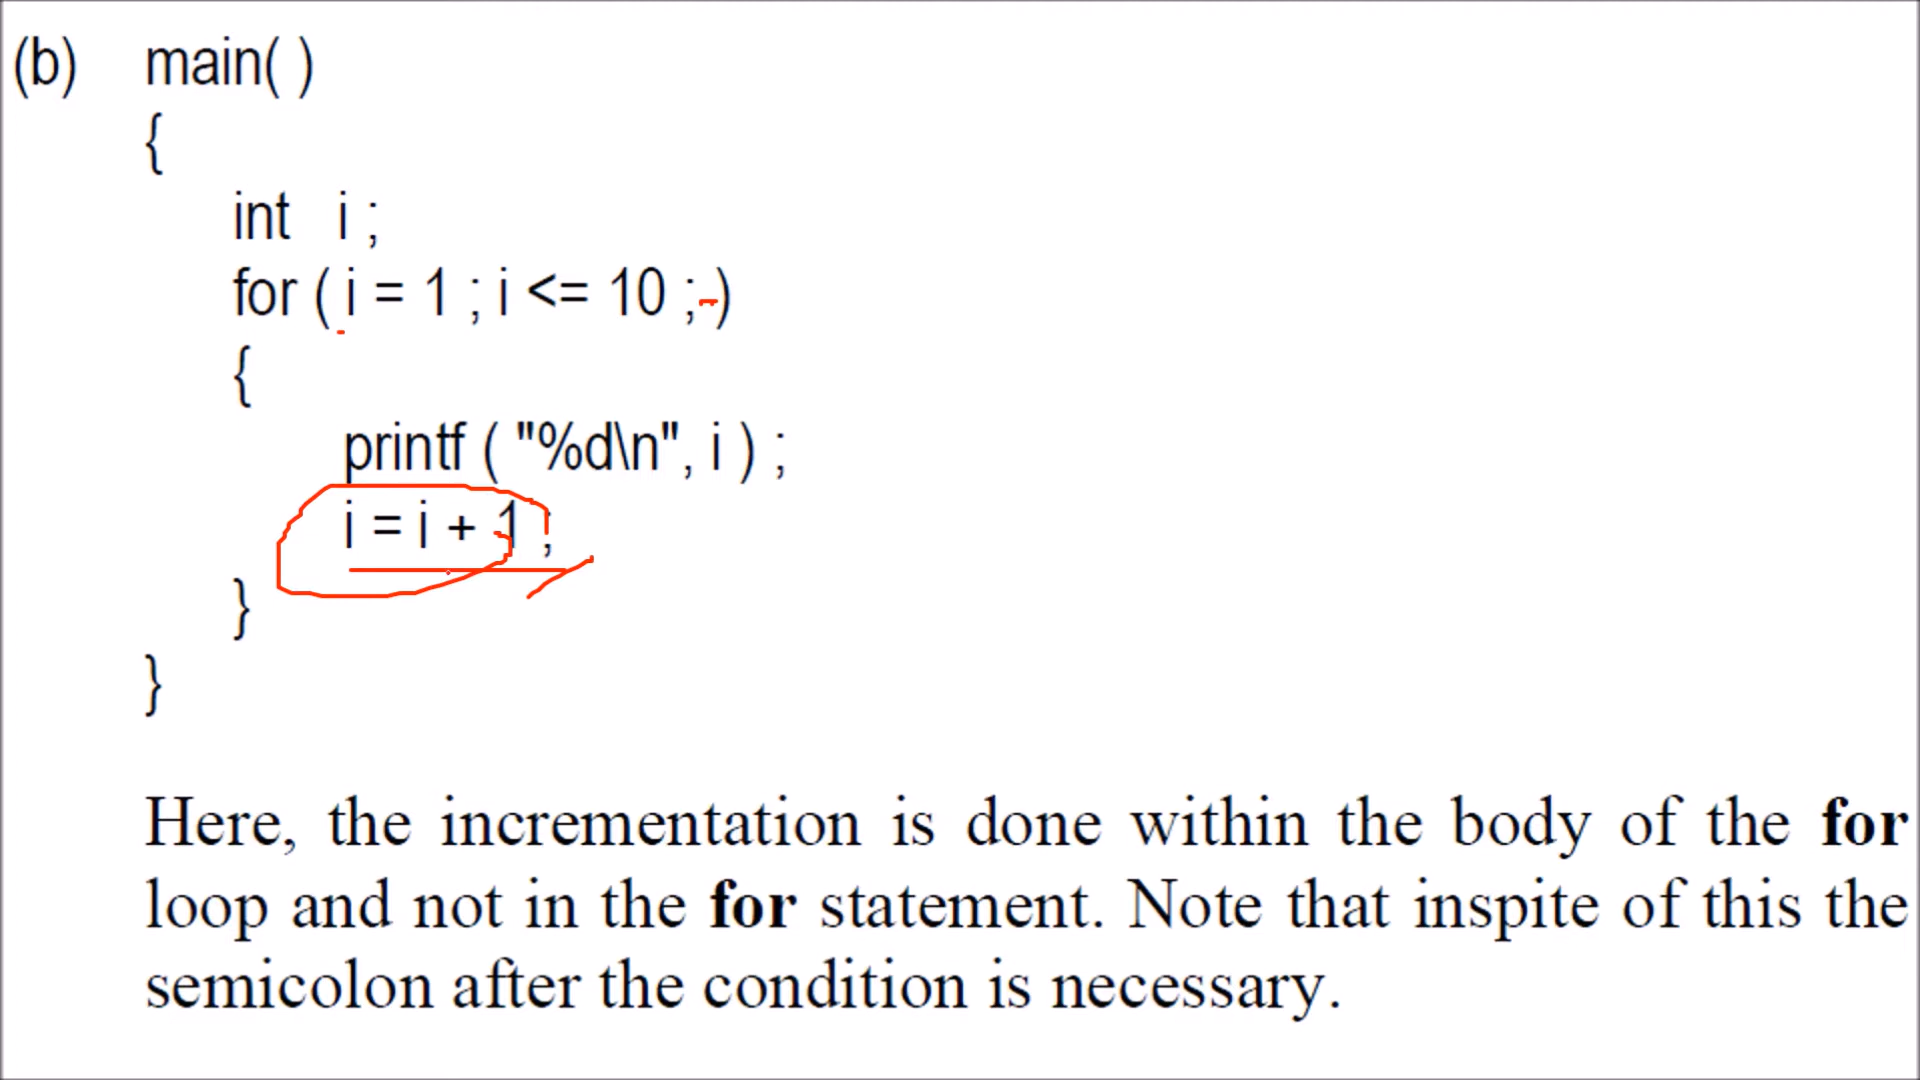 (b) main( )
{
int i ;
for ( i = 1 ; i <= 10 ; )
{
printf ( "%d\n", i ) ;
i = i + 1 ;
}
}
Here, the incrementation is done within the body of the for
loop and not in the for statement. Note that inspite of this the
semicolon after the condition is necessary.